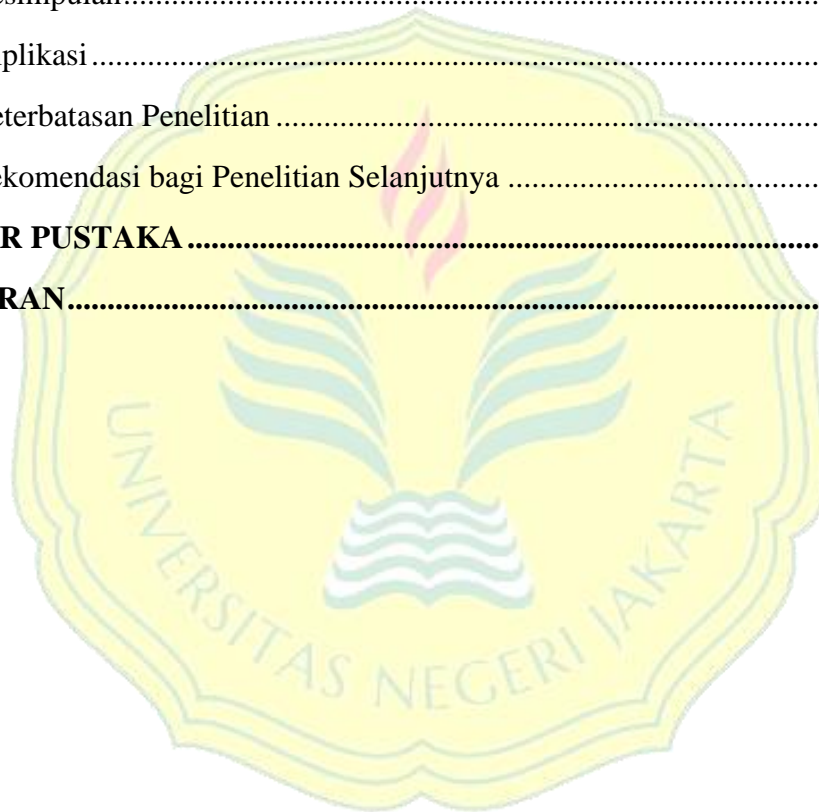 esimpulan
plikasi
eterbatasan Penelitian
ekomendasi bagi Penelitian Selanjutnya
R PUSTAKA
RAN
UNIVERSITAS NEGERI JAKARTA